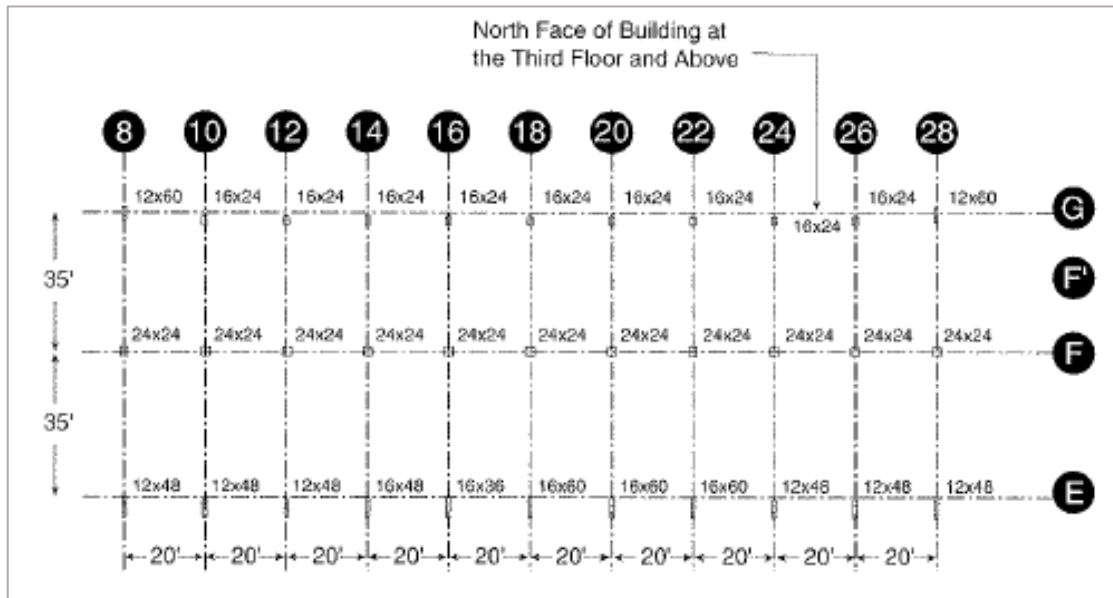 North Face of Building at
the Third Floor and Above
8 10 12 14 16 18 20 22 24 26 28
12x60 16x24 16x24 16x24 16x24 16x24 16x24 16x24 16x24 12x60
16x24
G
35'
F'
24x24 24x24 24x24 24x24 24x24 24x24 24x24 24x24 24x24 24x24 24x24
F
35'
12x48 12x48 12x48 16x48 16x36 16x60 16x60 16x60 12x48 12x48
E
20' 20' 20' 20' 20' 20' 20' 20' 20' 20'